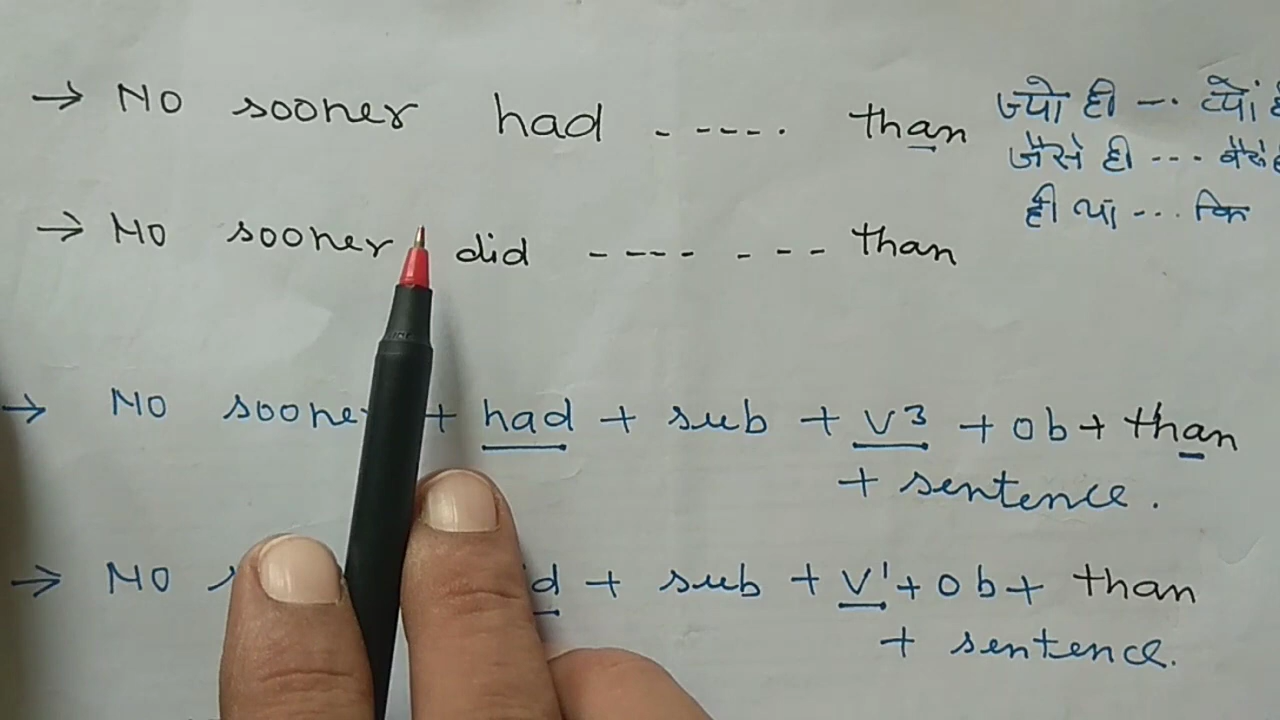 → No sooner had ------ than ज्यो ही --- त्यों
→ No sooner did ---- --- than जैसे ही ---
ही था --- कि
→ No soone + had + sub + V3 + ob + than
+ sentence.
→ No + sub + V1 + ob + than
+ sentence.